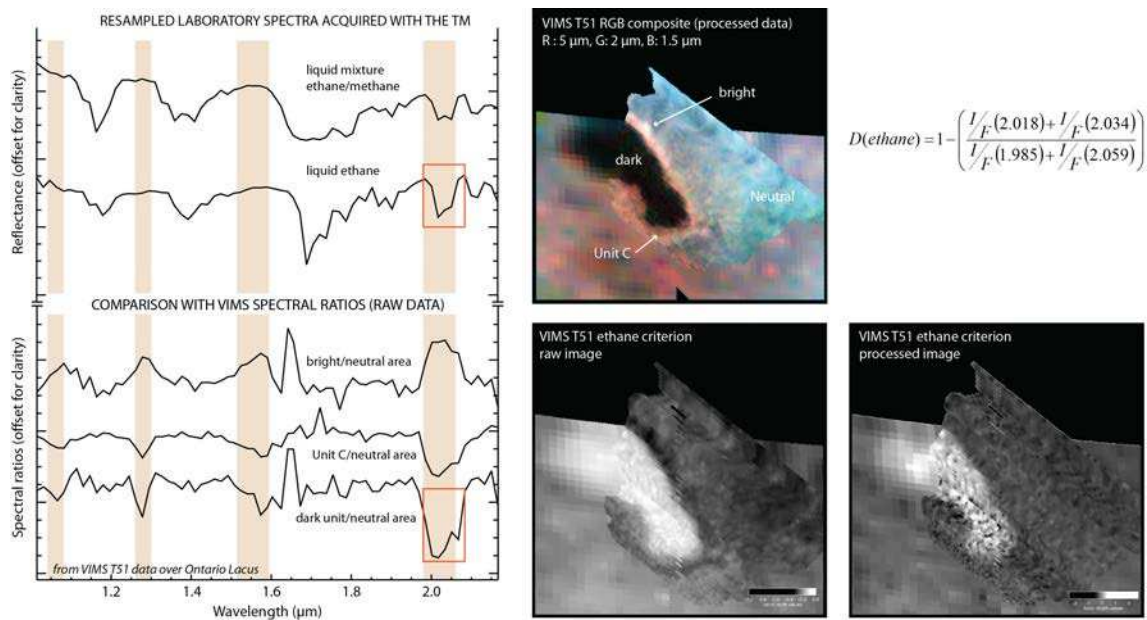 RESAMPLED LABORATORY SPECTRA ACQUIRED WITH THE TM
Reflectance (offset for clarity)
liquid mixture
ethane/methane
liquid ethane
COMPARISON WITH VIMS SPECTRAL RATIOS (RAW DATA)
Spectral ratios (offset for clarity)
bright/neutral area
Unit C/neutral area
dark unit/neutral area
from VIMS T51 data over Ontario Lacus
1.2 1.4 1.6 1.8 2.0
Wavelength (μm)
VIMS T51 RGB composite (processed data)
R : 5 μm, G: 2 μm, B: 1.5 μm
bright
dark
Neutral
Unit C
D(ethane) = 1 − ( I/F (2.018) + I/F (2.034) / I/F (1.985) + I/F (2.059) )
VIMS T51 ethane criterion
raw image
VIMS T51 ethane criterion
processed image